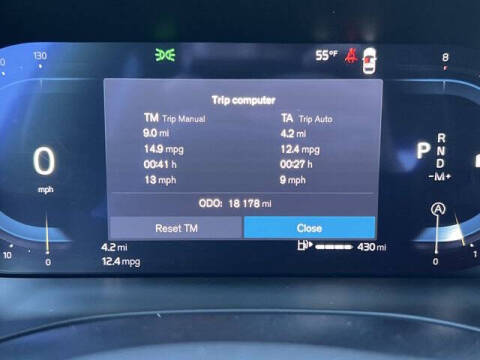 130
55°F
8
0
mph
10
Trip computer
TM Trip Manual
TA Trip Auto
9.0 mi
4.2 mi
14.9 mpg
12.4 mpg
00:41 h
00:27 h
13 mph
9 mph
ODO: 18 178 mi
Reset TM
Close
P
R
N
D
-M+
A
0
0
1
4.2 mi
12.4 mpg
430 mi